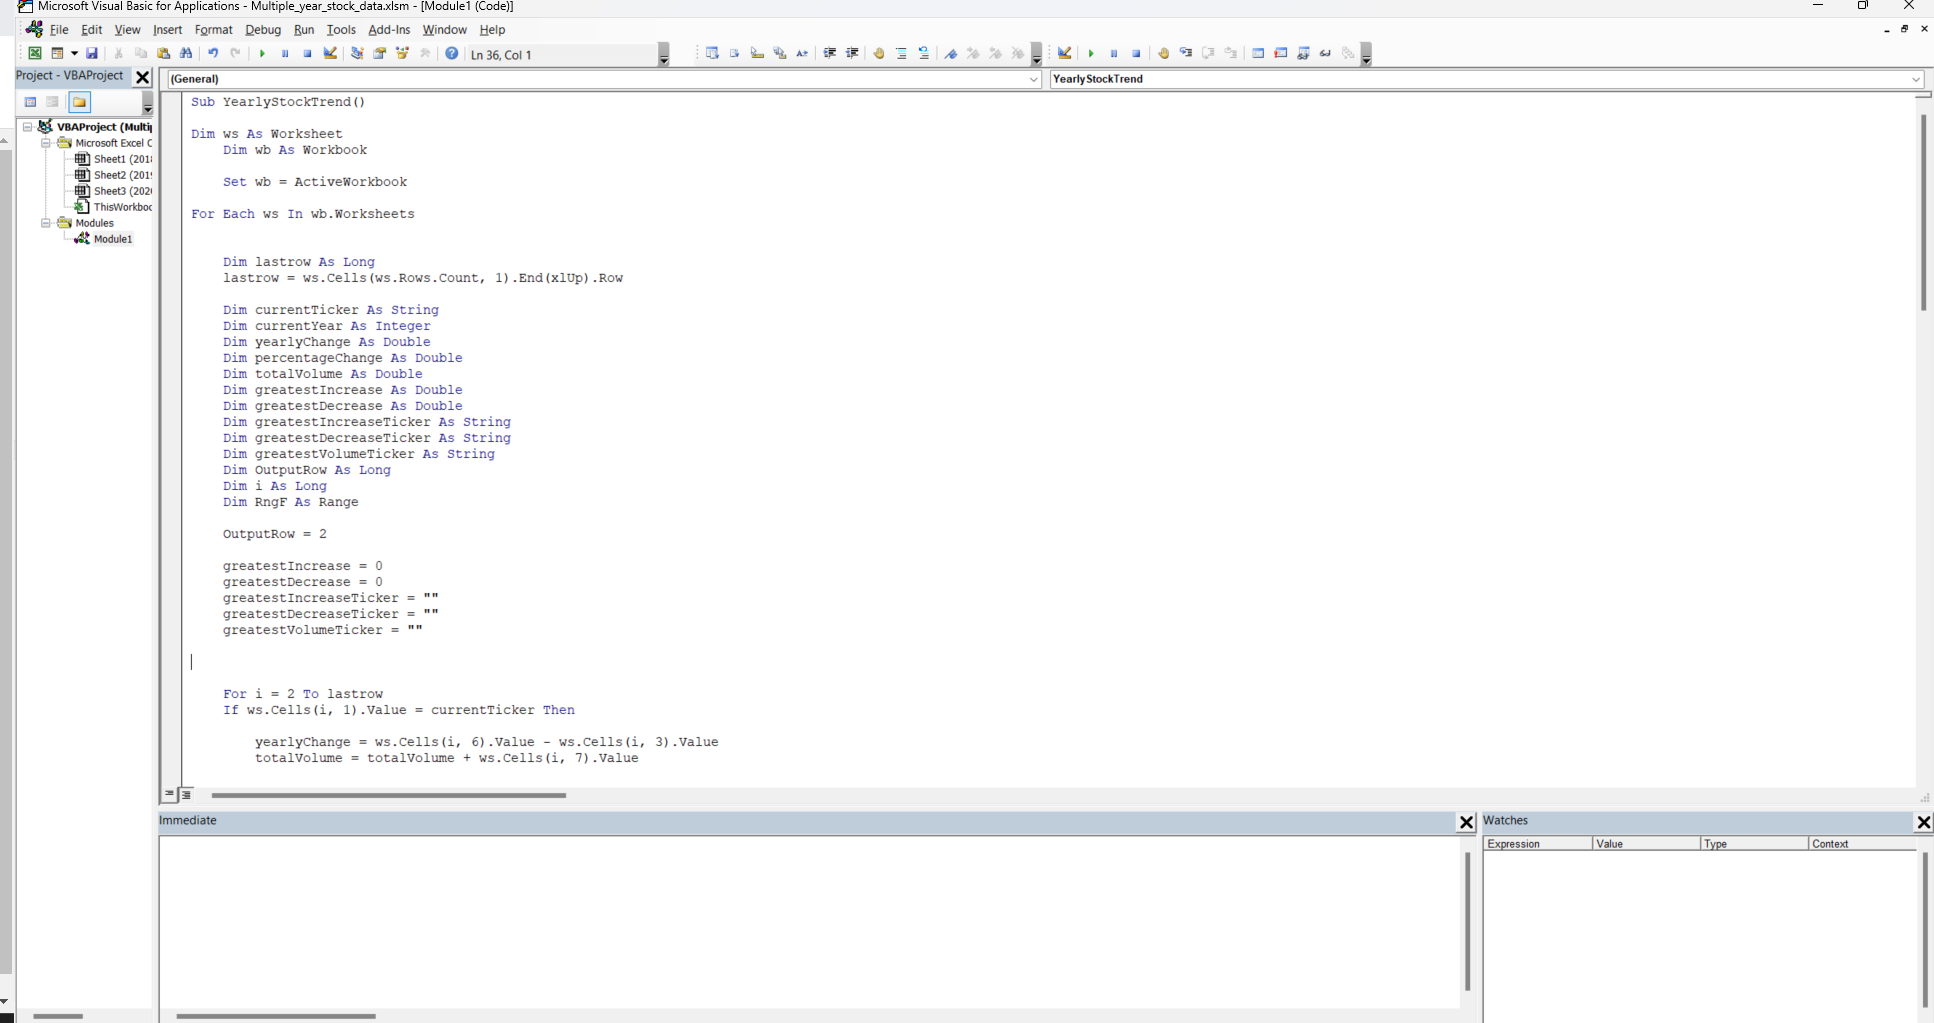 Microsoft Visual Basic for Applications - Multiple_year_stock_data.xlsm - [Module1 (Code)]
File Edit View Insert Format Debug Run Tools Add-Ins Window Help
Ln 36, Col 1
Project - VBAProject
(General)
YearlyStockTrend
VBAProject (Multip
Microsoft Excel O
Sheet1 (2018
Sheet2 (2019
Sheet3 (2020
ThisWorkboo
Modules
Module1
Sub YearlyStockTrend()
Dim ws As Worksheet
Dim wb As Workbook
Set wb = ActiveWorkbook
For Each ws In wb.Worksheets
Dim lastrow As Long
lastrow = ws.Cells(ws.Rows.Count, 1).End(xlUp).Row
Dim currentTicker As String
Dim currentYear As Integer
Dim yearlyChange As Double
Dim percentageChange As Double
Dim totalVolume As Double
Dim greatestIncrease As Double
Dim greatestDecrease As Double
Dim greatestIncreaseTicker As String
Dim greatestDecreaseTicker As String
Dim greatestVolumeTicker As String
Dim OutputRow As Long
Dim i As Long
Dim RngF As Range
OutputRow = 2
greatestIncrease = 0
greatestDecrease = 0
greatestIncreaseTicker = ""
greatestDecreaseTicker = ""
greatestVolumeTicker = ""
For i = 2 To lastrow
If ws.Cells(i, 1).Value = currentTicker Then
yearlyChange = ws.Cells(i, 6).Value - ws.Cells(i, 3).Value
totalVolume = totalVolume + ws.Cells(i, 7).Value
Immediate
Watches
Expression Value Type Context